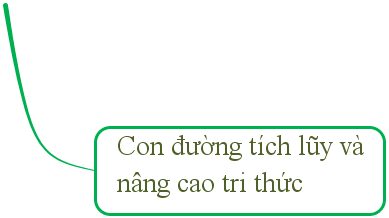 Con đường tích lũy và
nâng cao tri thức